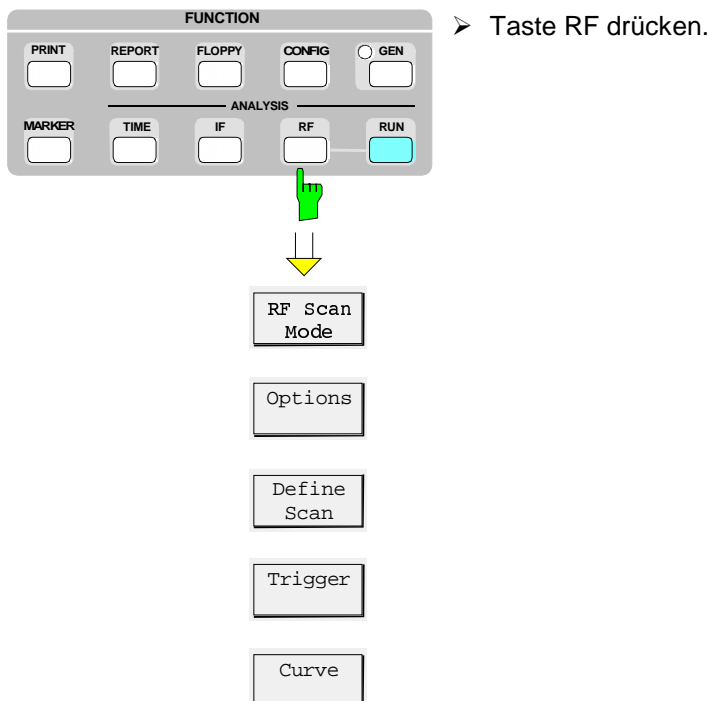 FUNCTION
PRINT REPORT FLOPPY CONFIG GEN
ANALYSIS
MARKER TIME IF RF RUN
➢ Taste RF drücken.
RF Scan
Mode
Options
Define
Scan
Trigger
Curve